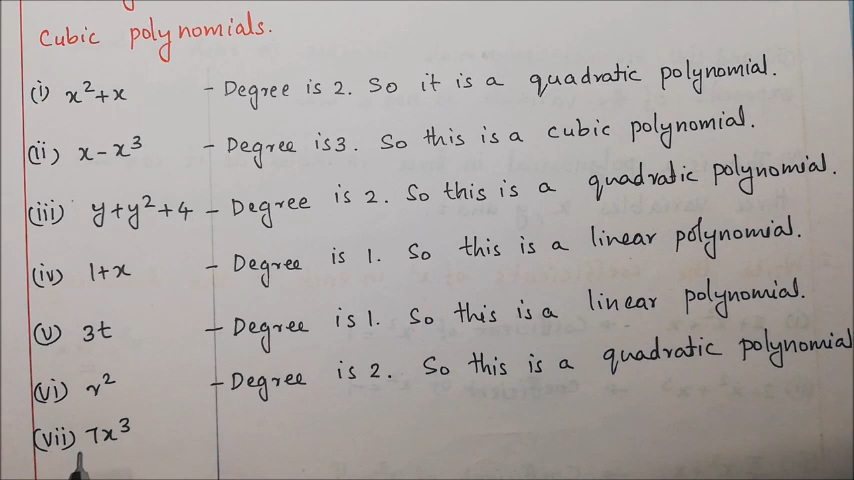 Cubic polynomials.
(i) x²+x - Degree is 2. So it is a quadratic polynomial.
(ii) x-x³ - Degree is 3. So this is a cubic polynomial.
(iii) y+y²+4 - Degree is 2. So this is a quadratic polynomial.
(iv) 1+x - Degree is 1. So this is a linear polynomial.
(v) 3t - Degree is 1. So this is a linear polynomial.
(vi) r² - Degree is 2. So this is a quadratic polynomial
(vii) 7x³